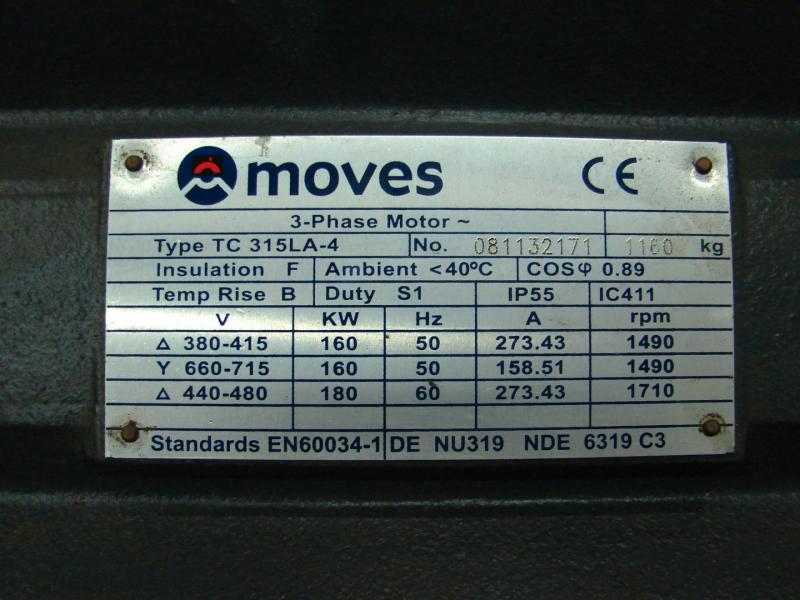 moves CE
3-Phase Motor ~
Type TC 315LA-4 No. 081132171 1160 kg
Insulation F Ambient <40ºC COSφ 0.89
Temp Rise B Duty S1 IP55 IC411
V KW Hz A rpm
Δ 380-415 160 50 273.43 1490
Y 660-715 160 50 158.51 1490
Δ 440-480 180 60 273.43 1710
Standards EN60034-1 DE NU319 NDE 6319 C3